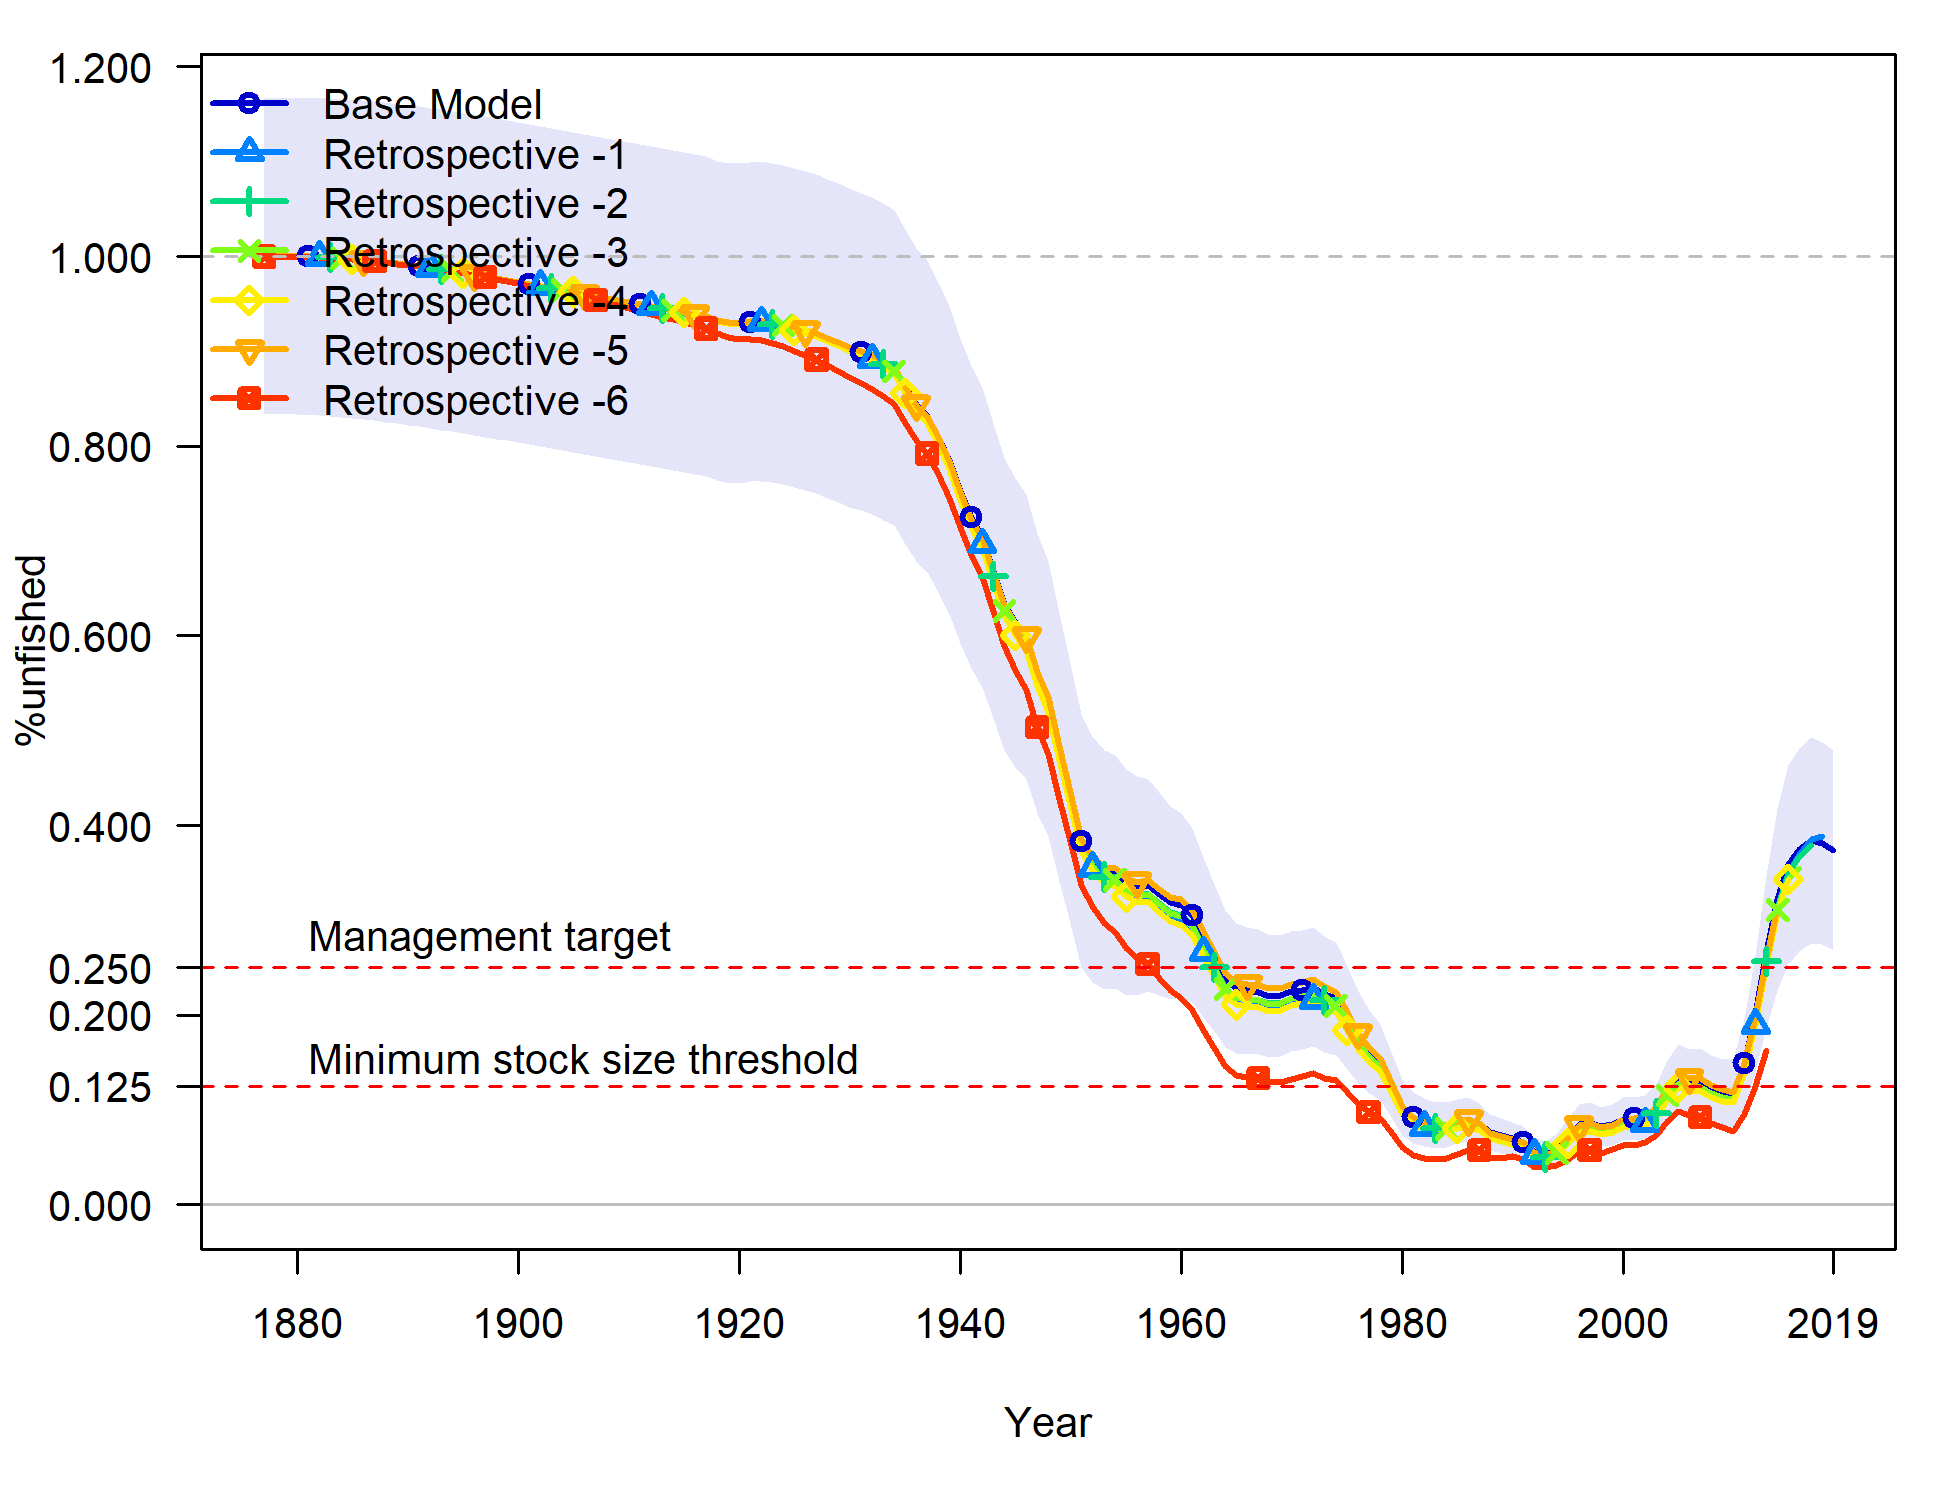 1.200
1.000
0.800
0.600
0.400
0.250
0.200
0.125
0.000
%unfished
Base Model
Retrospective -1
Retrospective -2
Retrospective -3
Retrospective -4
Retrospective -5
Retrospective -6
Management target
Minimum stock size threshold
1880 1900 1920 1940 1960 1980 2000 2019
Year